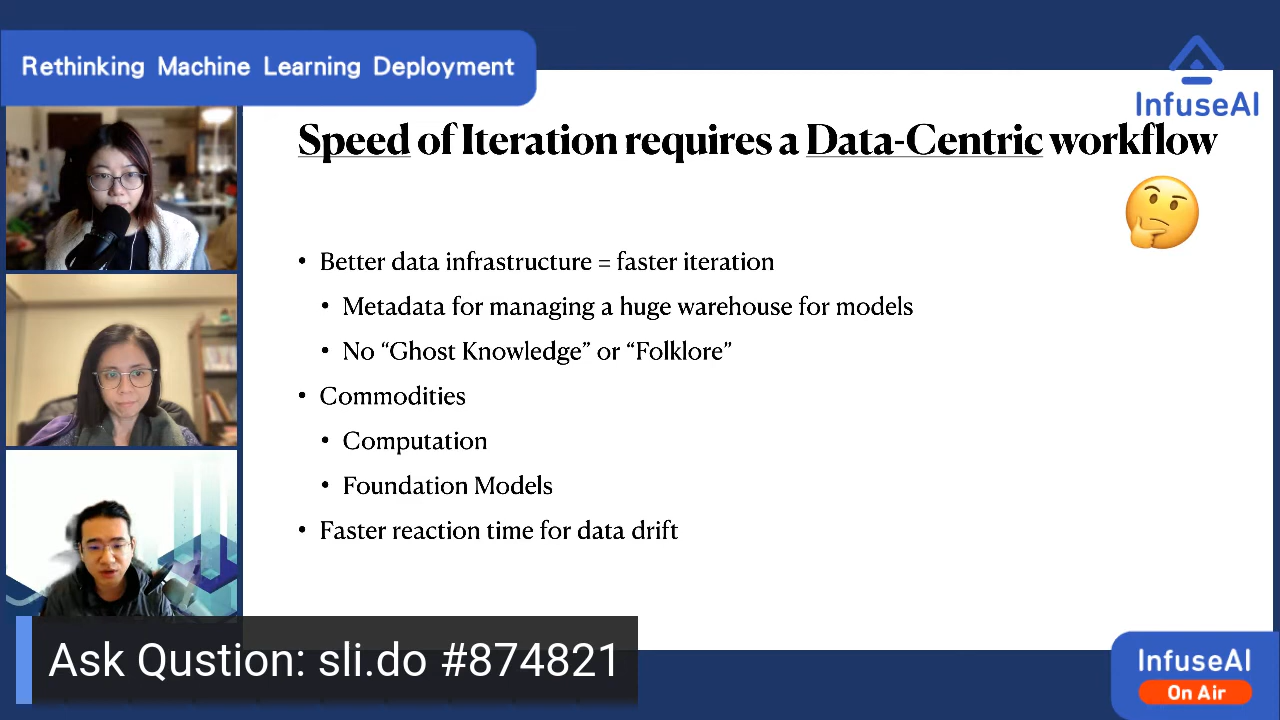 Rethinking Machine Learning Deployment
InfuseAI
Speed of Iteration requires a Data-Centric workflow
• Better data infrastructure = faster iteration
• Metadata for managing a huge warehouse for models
• No “Ghost Knowledge” or “Folklore”
• Commodities
• Computation
• Foundation Models
• Faster reaction time for data drift
Ask Qustion: sli.do #874821
InfuseAI
On Air